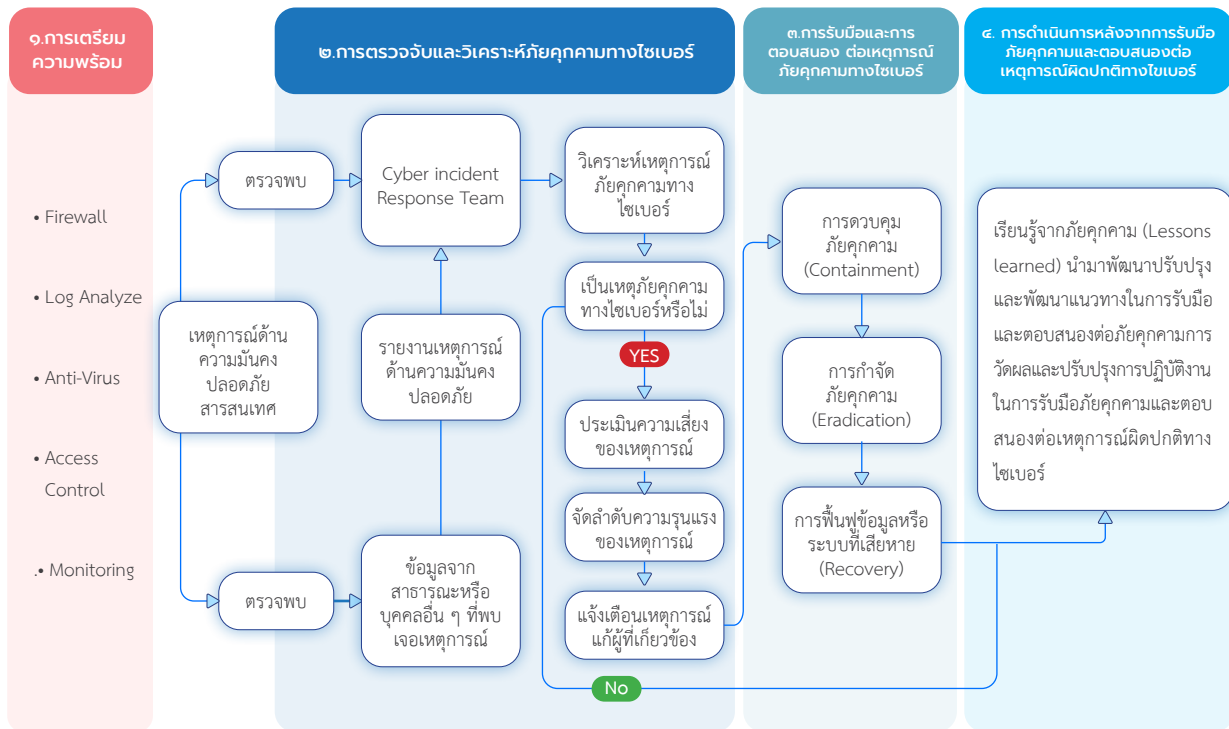 ๑.การเตรียม
ความพร้อม
• Firewall
• Log Analyze
• Anti-Virus
• Access
Control
.• Monitoring
๒.การตรวจจับและวิเคราะห์ภัยคุกคามทางไซเบอร์
เหตุการณ์ด้าน
ความมันคง
ปลอดภัย
สารสนเทศ
ตรวจพบ
Cyber incident
Response Team
ตรวจพบ
ข้อมูลจาก
สาธารณะหรือ
บุคคลอื่น ๆ ที่พบ
เจอเหตุการณ์
รายงานเหตุการณ์
ด้านความมันคง
ปลอดภัย
วิเคราะห์เหตุการณ์
ภัยคุกคามทาง
ไซเบอร์
เป็นเหตุภัยคุกคาม
ทางไซเบอร์หรือไม่
YES
ประเมินความเสี่ยง
ของเหตุการณ์
จัดลำดับความรุนแรง
ของเหตุการณ์
แจ้งเตือนเหตุการณ์
แก้ผู้ที่เกี่ยวข้อง
No
๓.การรับมือและการ
ตอบสนอง ต่อเหตุการณ์
ภัยคุกคามทางไซเบอร์
การดวบคุม
ภัยคุกคาม
(Containment)
การกำจัด
ภัยคุกคาม
(Eradication)
การฟื้นฟูข้อมูลหรือ
ระบบที่เสียหาย
(Recovery)
๔. การดำเนินการหลังจากการรับมือ
ภัยคุกคามและตอบสนองต่อ
เหตุการณ์ผิดปกติทางไขเบอร์
เรียนรู้จากภัยคุกคาม (Lessons
learned) นำมาพัฒนาปรับปรุง
และพัฒนาแนวทางในการรับมือ
และตอบสนองต่อภัยคุกคามการ
วัดผลและปรับปรุงการปฏิบัติงาน
ในการรับมือภัยคุกคามและตอบ
สนองต่อเหตุการณ์ผิดปกติทาง
ไซเบอร์